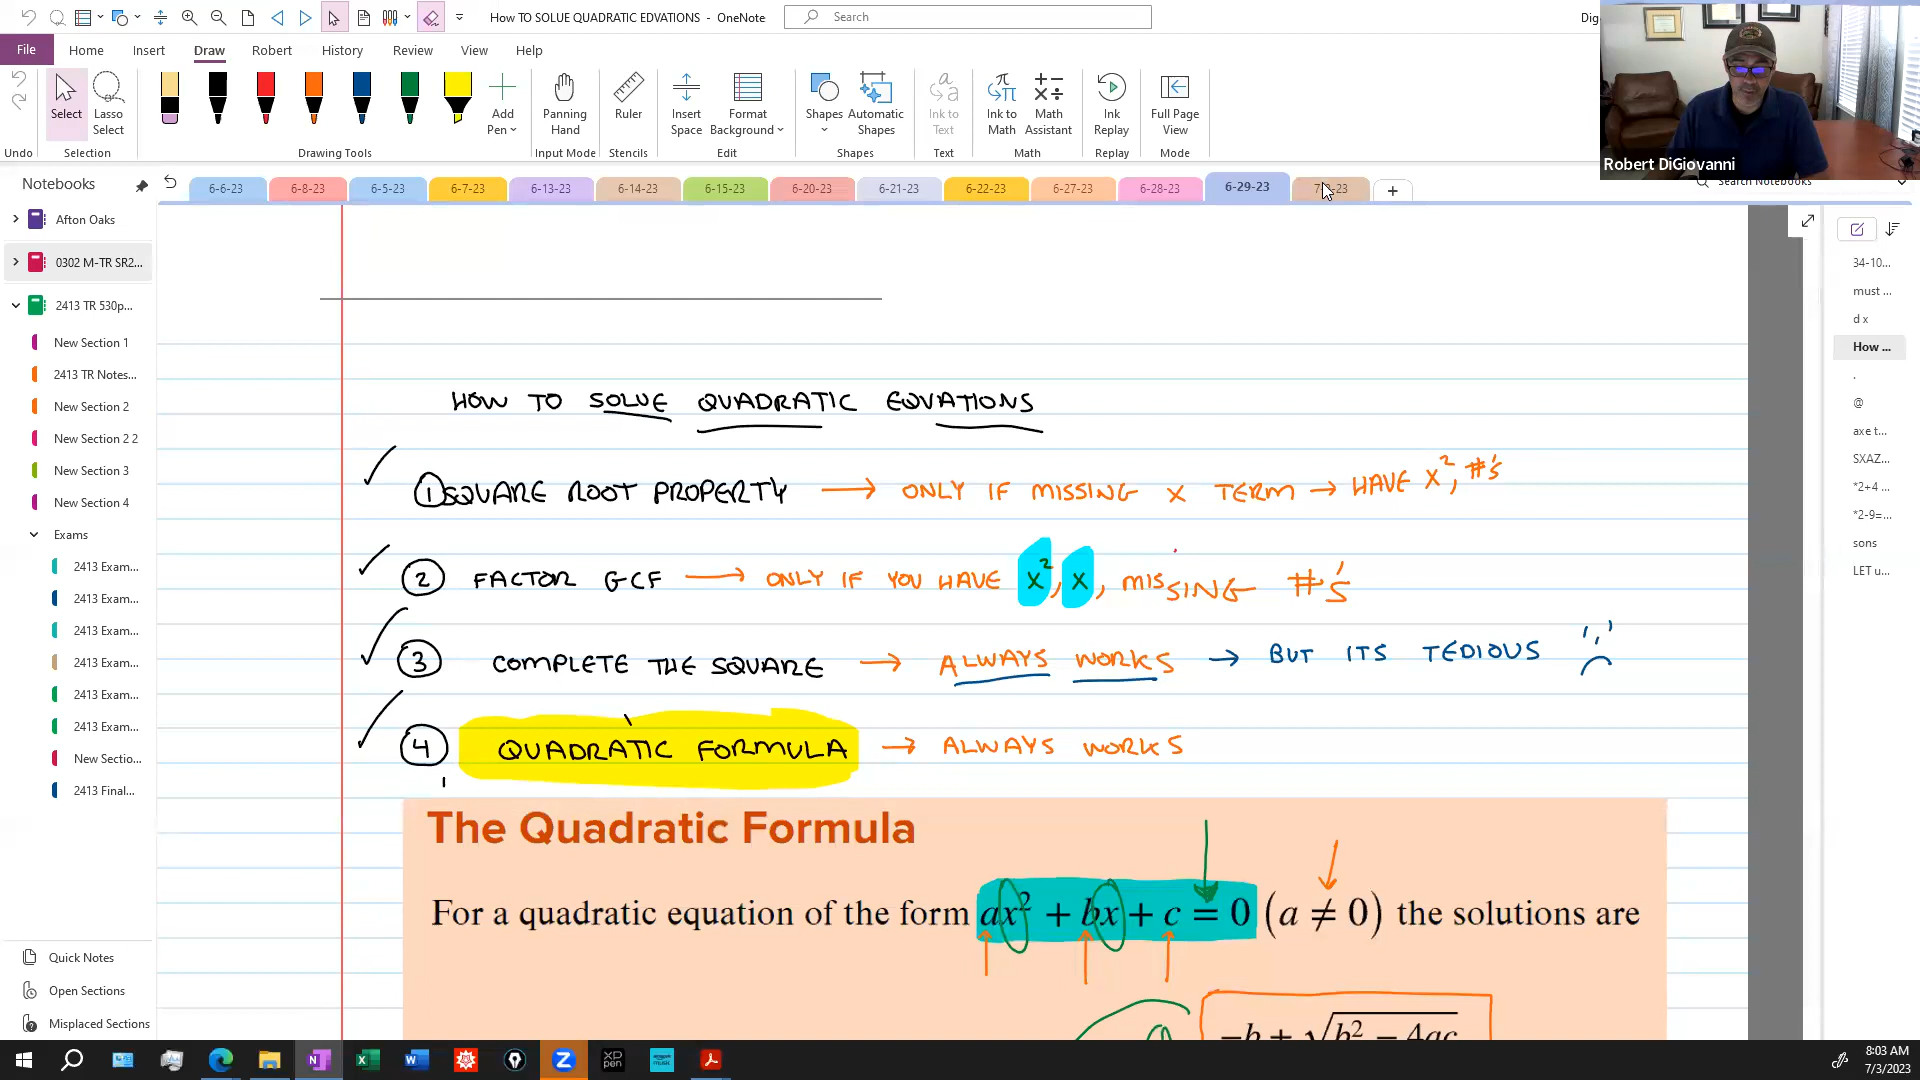 How TO SOLUE QUADRATIC EDVATIONS - OneNote
Search
File Home Insert Draw Robert History Review View Help
Select
Lasso Select
Add Pen
Panning Hand
Ruler
Insert Space
Format Background
Shapes
Automatic Shapes
Ink to Text
Ink to Math
Math Assistant
Ink Replay
Full Page View
Undo Selection Drawing Tools Input Mode Stencils Edit Shapes Text Math Replay Mode
Robert DiGiovanni
Notebooks
6-6-23 6-8-23 6-5-23 6-7-23 6-13-23 6-14-23 6-15-23 6-20-23 6-21-23 6-22-23 6-27-23 6-28-23 6-29-23
Search Notebooks
Afton Oaks
0302 M-TR SR2...
2413 TR 530p...
New Section 1
2413 TR Notes...
New Section 2
New Section 2 2
New Section 3
New Section 4
Exams
2413 Exam...
2413 Exam...
2413 Exam...
2413 Exam...
2413 Exam...
2413 Exam...
New Sectio...
2413 Final...
Quick Notes
Open Sections
Misplaced Sections
HOW TO SOLVE QUADRATIC EQUATIONS
① SQUARE ROOT PROPERTY → ONLY IF MISSING X TERM → HAVE X², #'S
② FACTOR GCF → ONLY IF YOU HAVE X², X, MISSING #'S
③ COMPLETE THE SQUARE → ALWAYS WORKS → BUT ITS TEDIOUS
④ QUADRATIC FORMULA → ALWAYS WORKS
The Quadratic Formula
For a quadratic equation of the form ax² + bx + c = 0 (a ≠ 0) the solutions are
−b + √b² − 4ac
34-10...
must ...
d x
How ...
.
@
axe t...
SXAZ...
*2+4 ...
*2-9=...
sons
LET u...
8:03 AM
7/3/2023